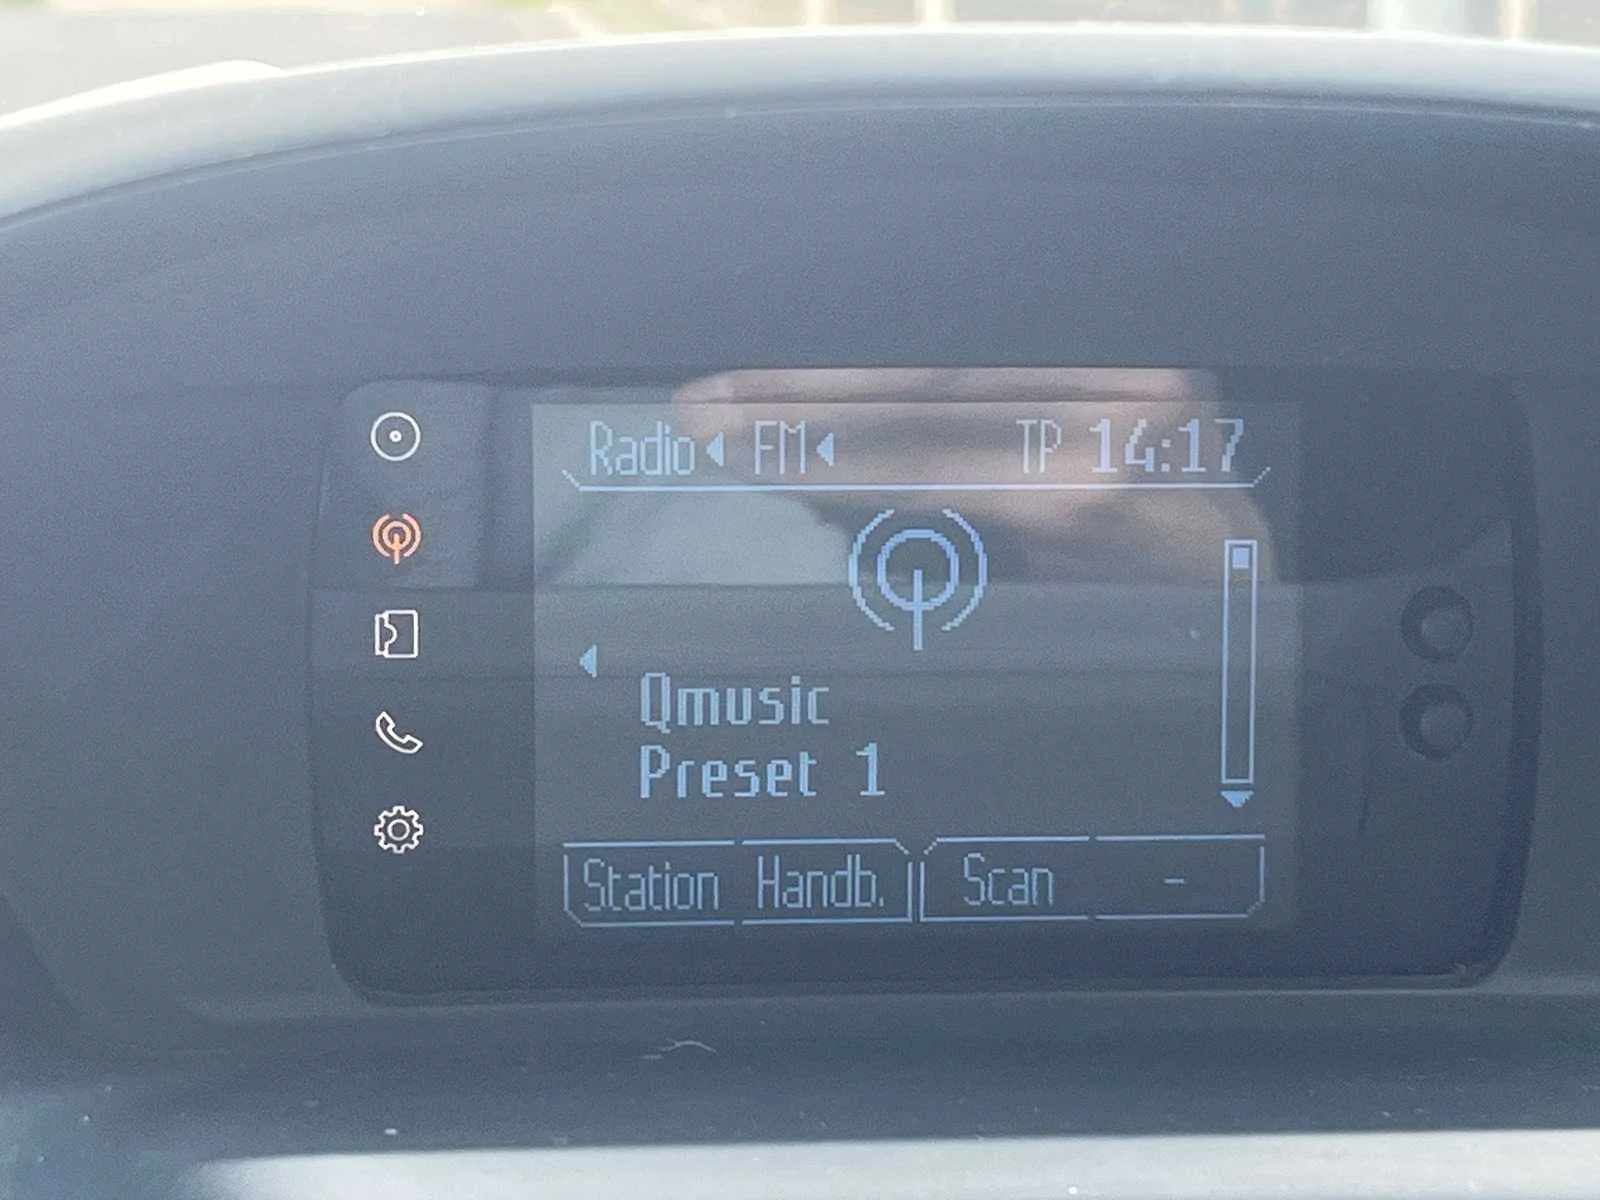 Radio FM TP 14:17
Qmusic
Preset 1
Station Handb. Scan -